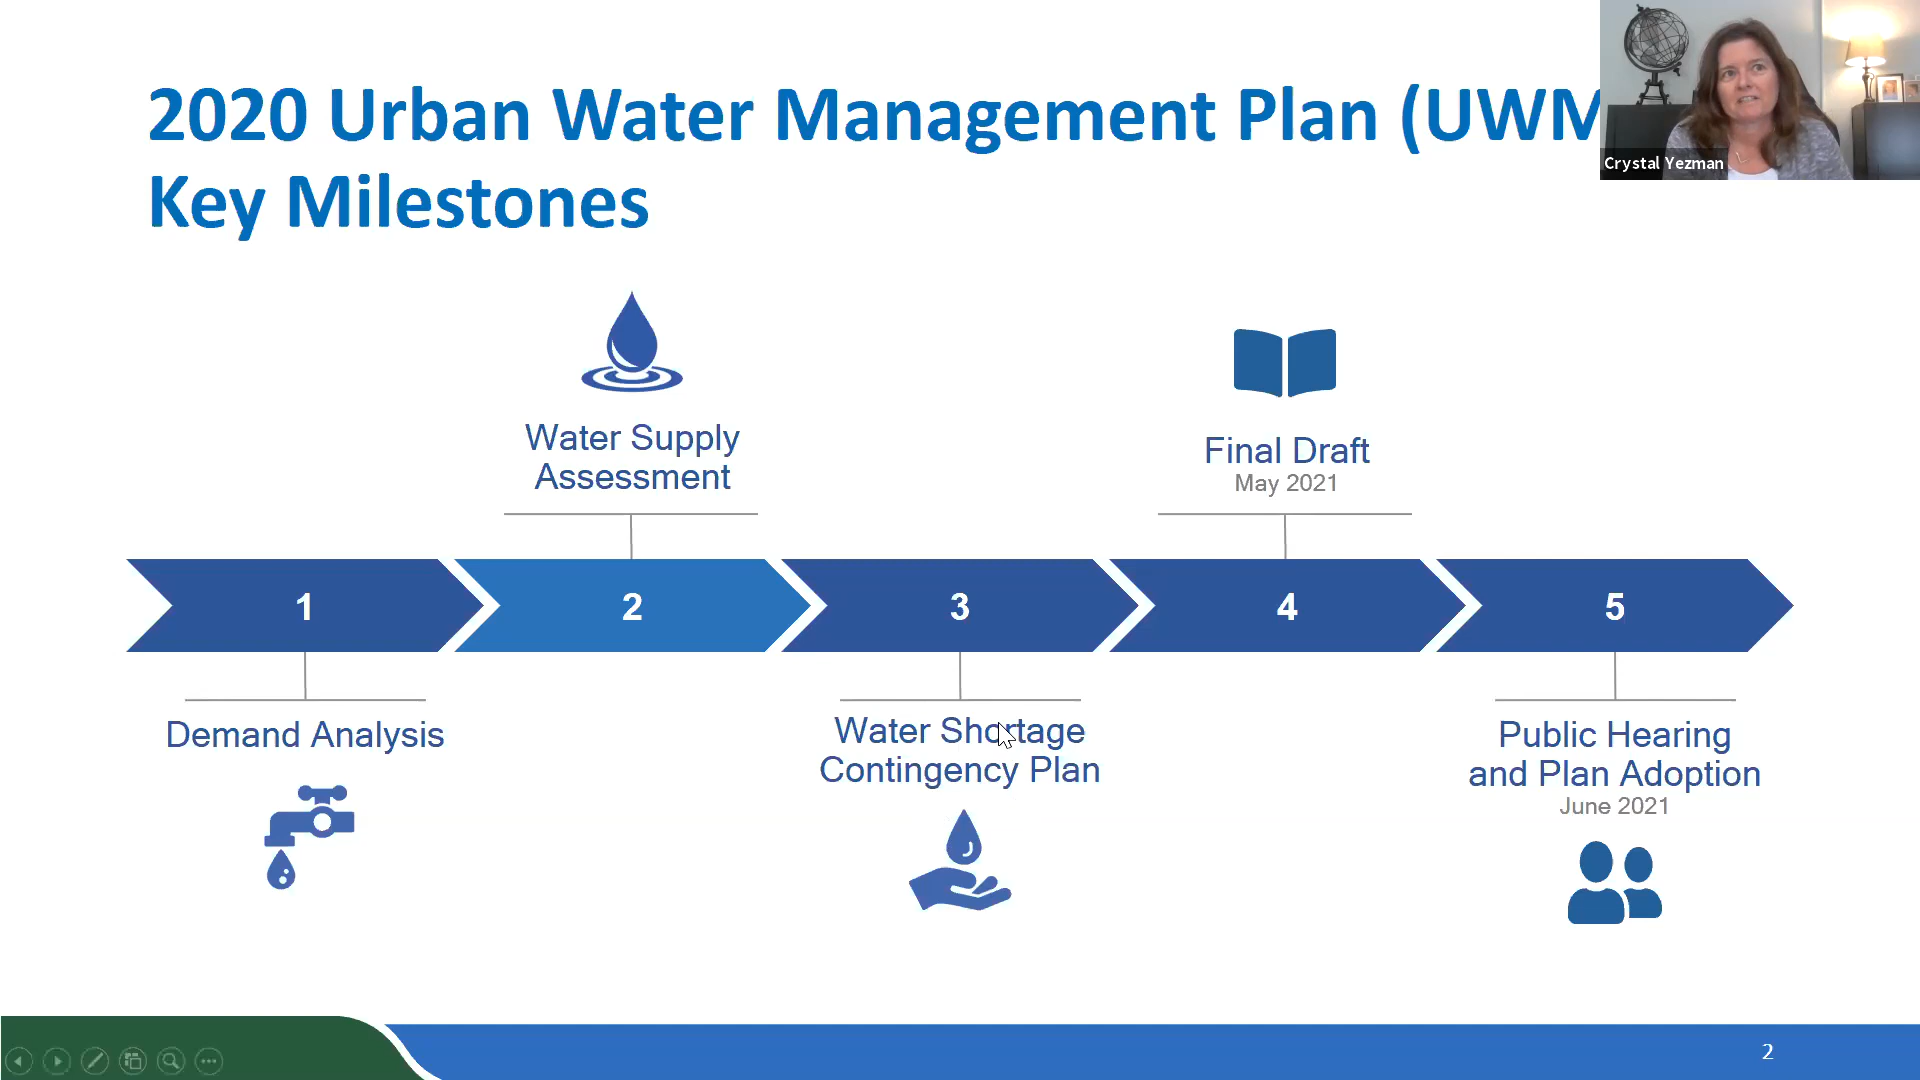 2020 Urban Water Management Plan (UWM
Key Milestones
Crystal Yezman
Water Supply
Assessment
Final Draft
May 2021
1
2
3
4
5
Demand Analysis
Water Shortage
Contingency Plan
Public Hearing
and Plan Adoption
June 2021
2